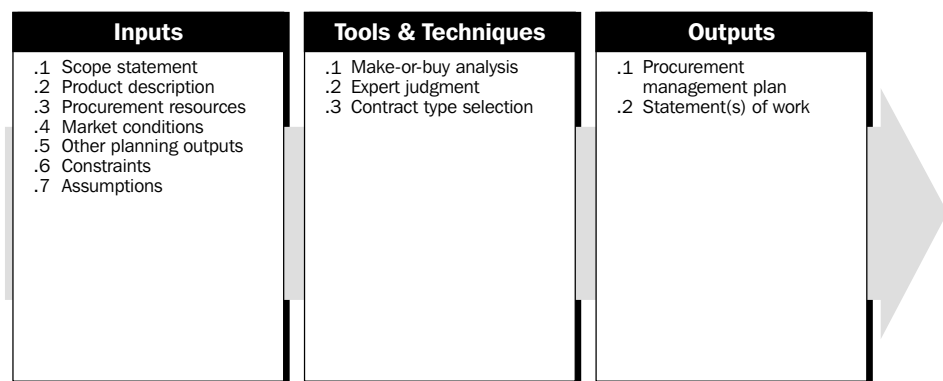 Inputs
.1 Scope statement
.2 Product description
.3 Procurement resources
.4 Market conditions
.5 Other planning outputs
.6 Constraints
.7 Assumptions
Tools & Techniques
.1 Make-or-buy analysis
.2 Expert judgment
.3 Contract type selection
Outputs
.1 Procurement
management plan
.2 Statement(s) of work